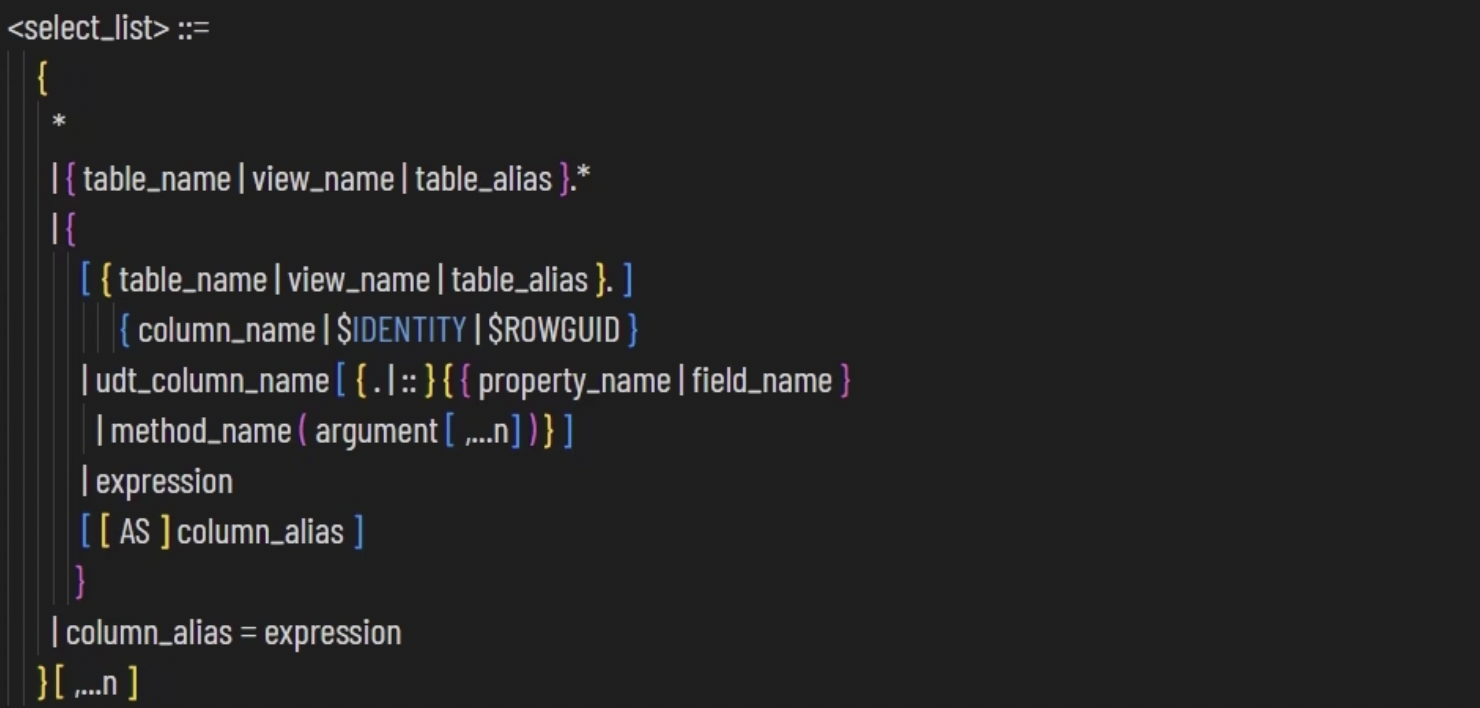 <select_list> ::=
{
*
| { table_name | view_name | table_alias }.*
| {
[ { table_name | view_name | table_alias }. ]
{ column_name | $IDENTITY | $ROWGUID }
| udt_column_name [ { . | :: } { { property_name | field_name }
| method_name ( argument [ ,...n] ) } ]
| expression
[ [ AS ] column_alias ]
}
| column_alias = expression
} [ ,...n ]